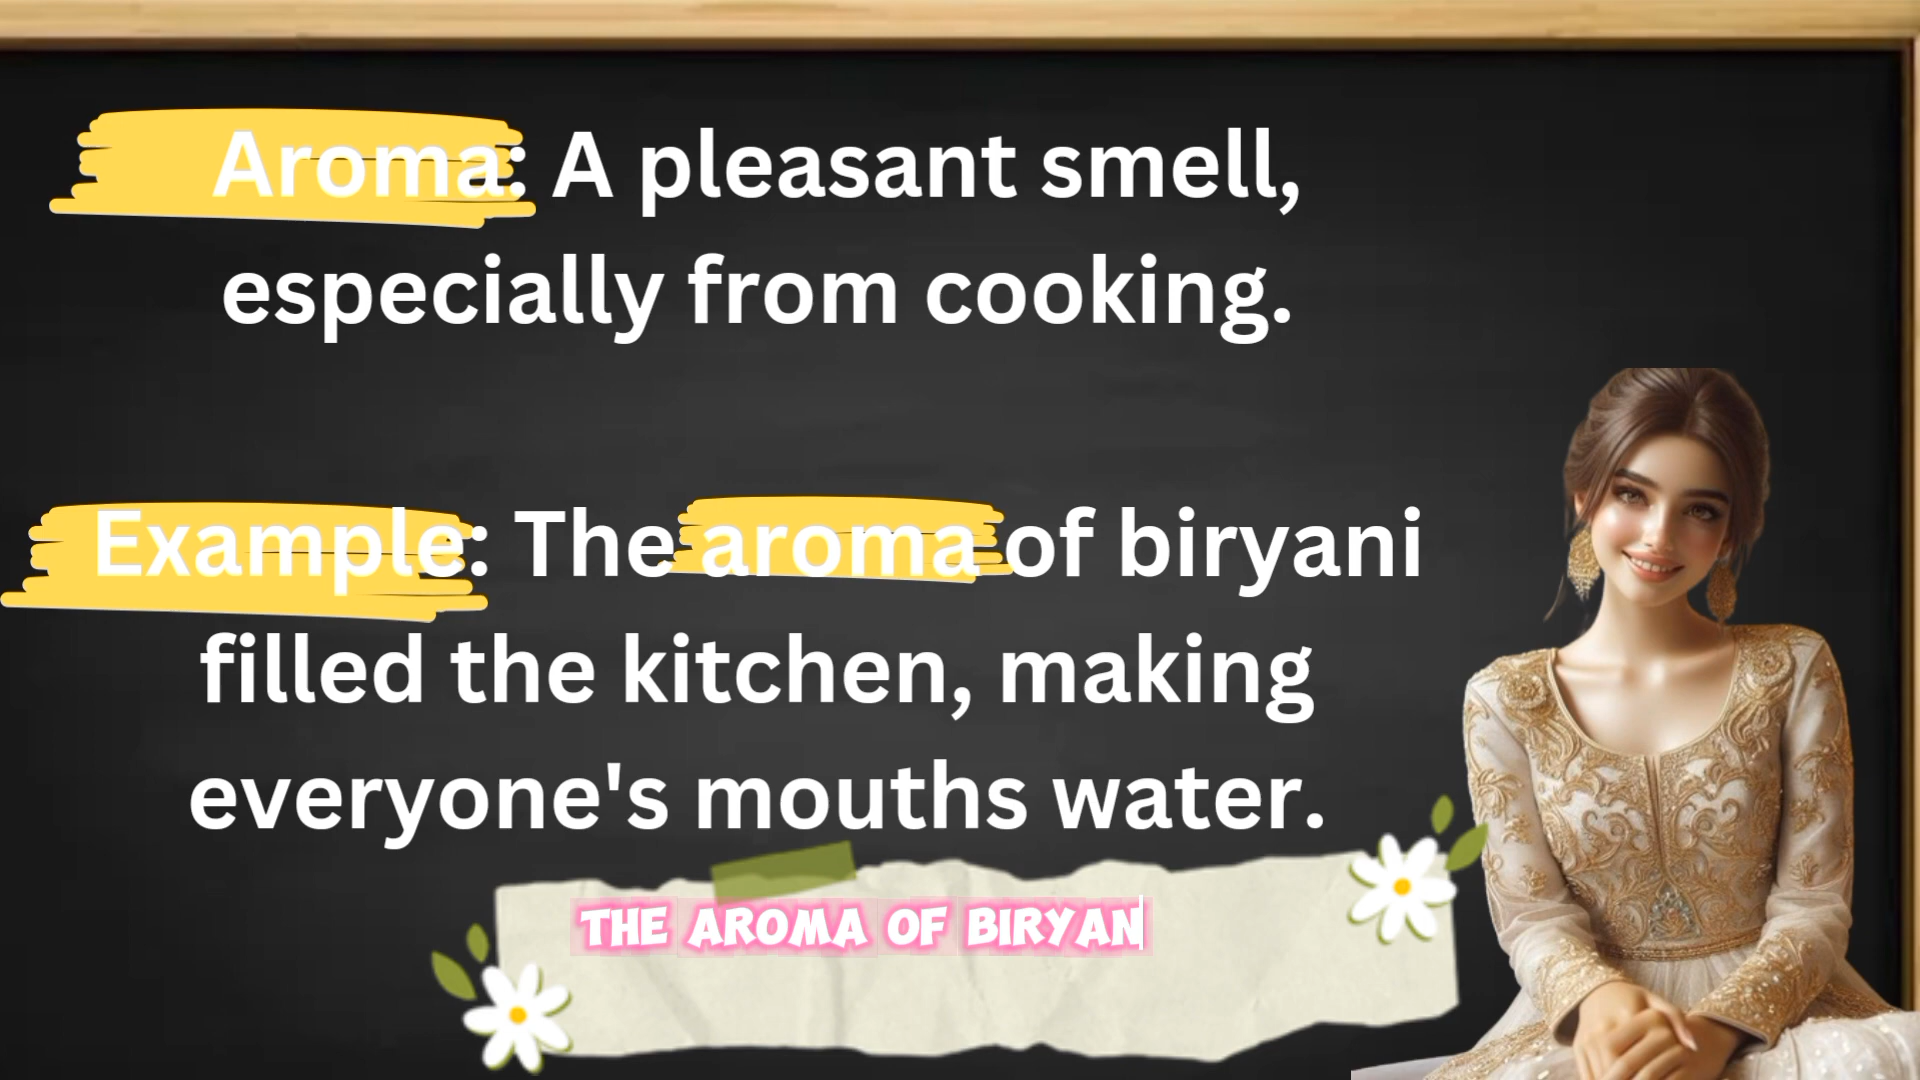 Aroma: A pleasant smell,
especially from cooking.
Example: The aroma of biryani
filled the kitchen, making
everyone's mouths water.
THE AROMA OF BIRYAN